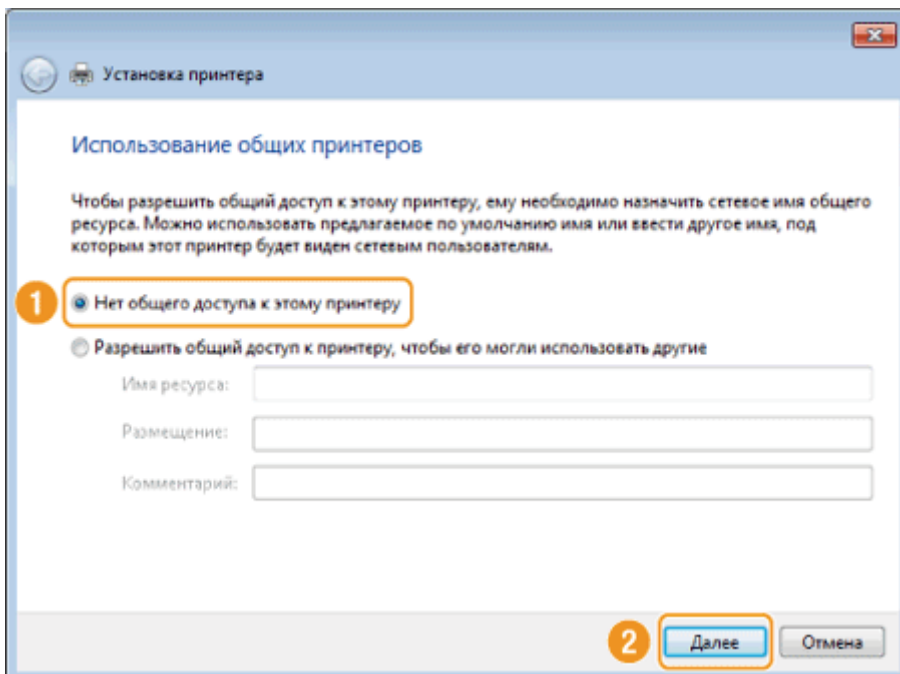 Установка принтера
Использование общих принтеров
Чтобы разрешить общий доступ к этому принтеру, ему необходимо назначить сетевое имя общего
ресурса. Можно использовать предлагаемое по умолчанию имя или ввести другое имя, под
которым этот принтер будет виден сетевым пользователям.
1 Нет общего доступа к этому принтеру
Разрешить общий доступ к принтеру, чтобы его могли использовать другие
Имя ресурса:
Размещение:
Комментарий:
2 Далее Отмена